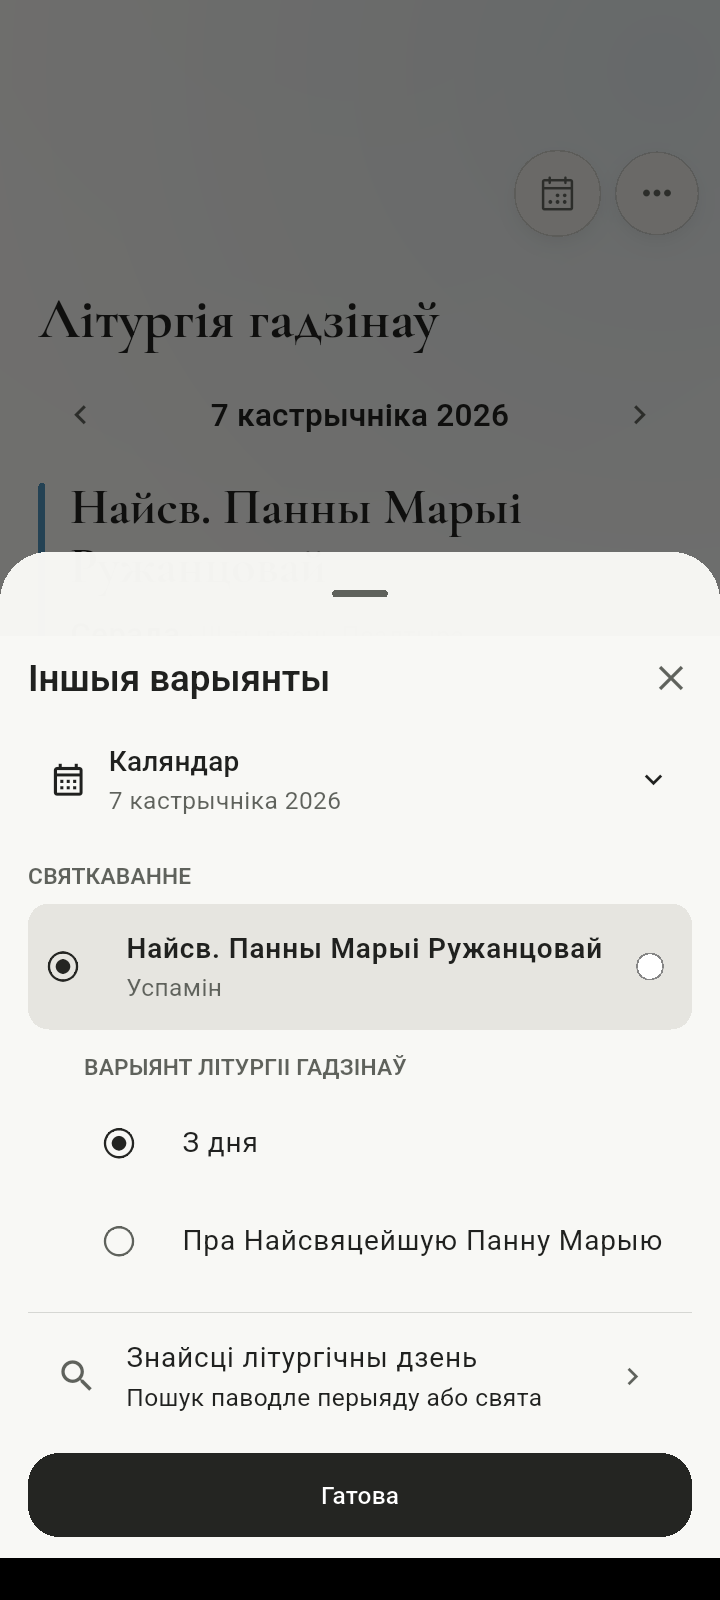 Літургія гадзінаў
7 кастрычніка 2026
Найсв. Панны Марыі
Ружанцовай
Іншыя варыянты
Каляндар
7 кастрычніка 2026
СВЯТКАВАННЕ
Найсв. Панны Марыі Ружанцовай
Успамін
ВАРЫЯНТ ЛІТУРГІІ ГАДЗІНАЎ
З дня
Пра Найсвяцейшую Панну Марыю
Знайсці літургічны дзень
Пошук паводле перыяду або свята
Гатова